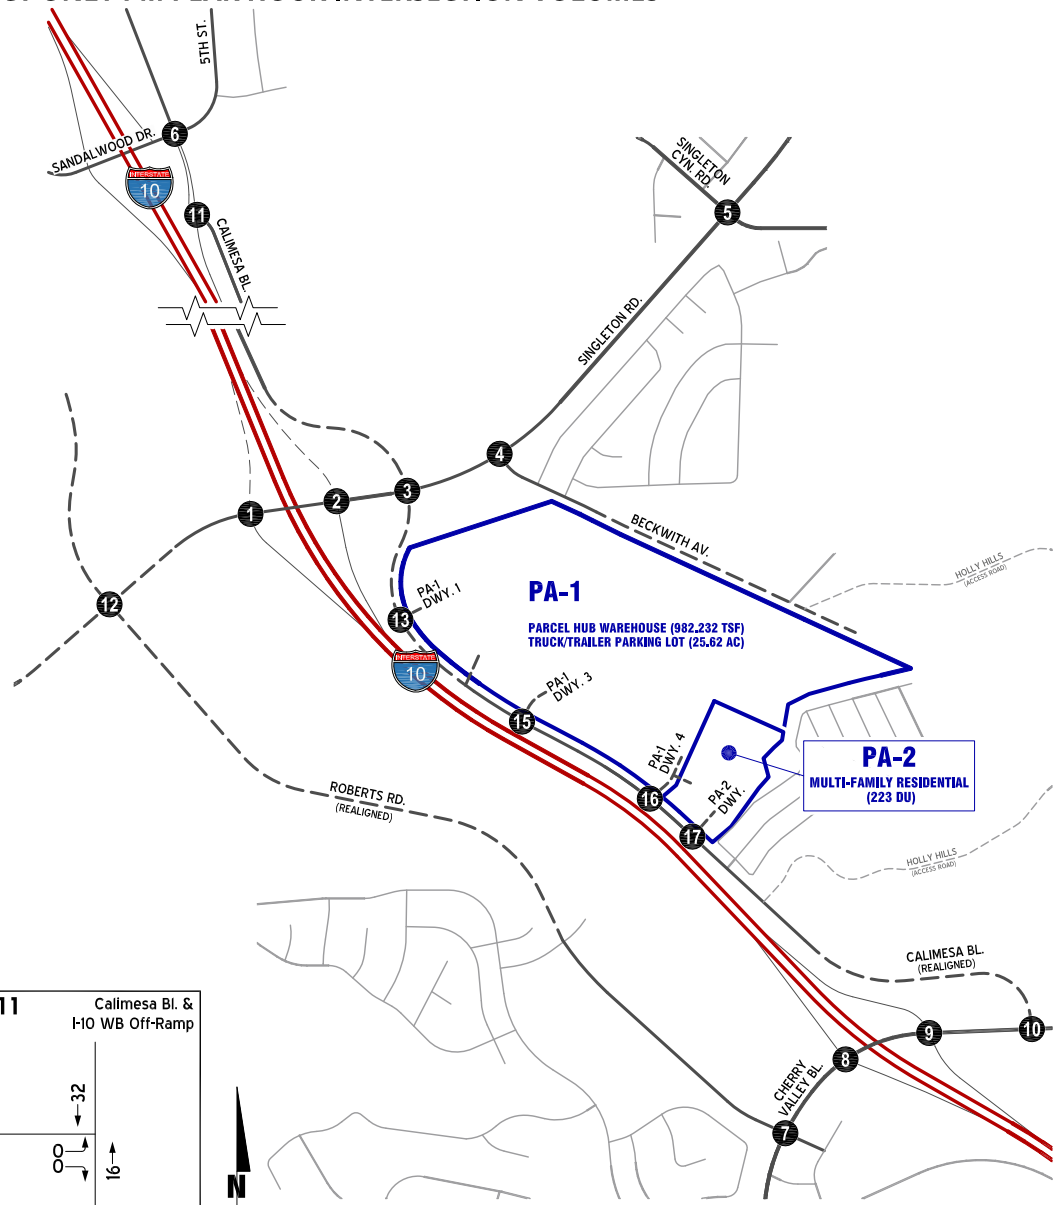 5TH ST.
6
SANDALWOOD DR.
INTERSTATE
10
11
CALIMESA BL.
SINGLETON
CYN. RD.
5
SINGLETON RD.
4
3
2
1
BECKWITH AV.
12
PA-1
DWY. 1
13
PA-1
PARCEL HUB WAREHOUSE (982.232 TSF)
TRUCK/TRAILER PARKING LOT (25.62 AC)
HOLLY HILLS
(ACCESS ROAD)
INTERSTATE
10
PA-1
DWY. 3
15
PA-1
DWY. 4
16
PA-2
DWY.
17
PA-2
MULTI-FAMILY RESIDENTIAL
(223 DU)
ROBERTS RD.
(REALIGNED)
HOLLY HILLS
(ACCESS ROAD)
CALIMESA BL.
(REALIGNED)
10
9
8
CHERRY
VALLEY BL.
7
11
Calimesa Bl. &
I-10 WB Off-Ramp
32
0
0
16
N